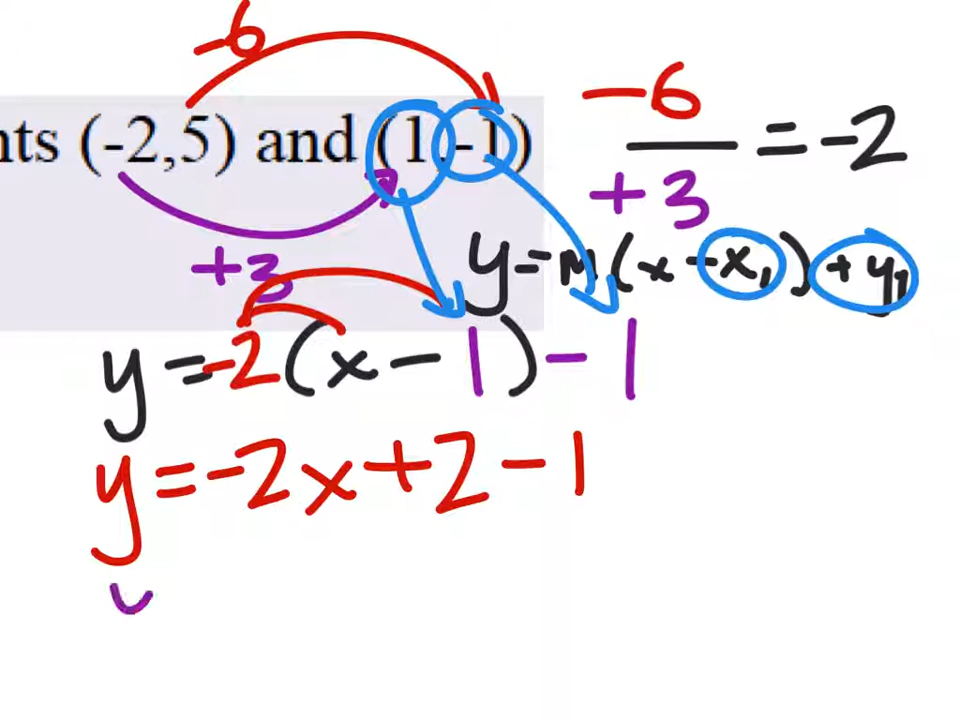 -6
nts (-2,5) and (1,-1)
-6
+3
= -2
+3
y = m(x - x₁) + y₁
y = -2(x - 1) - 1
y = -2x + 2 - 1